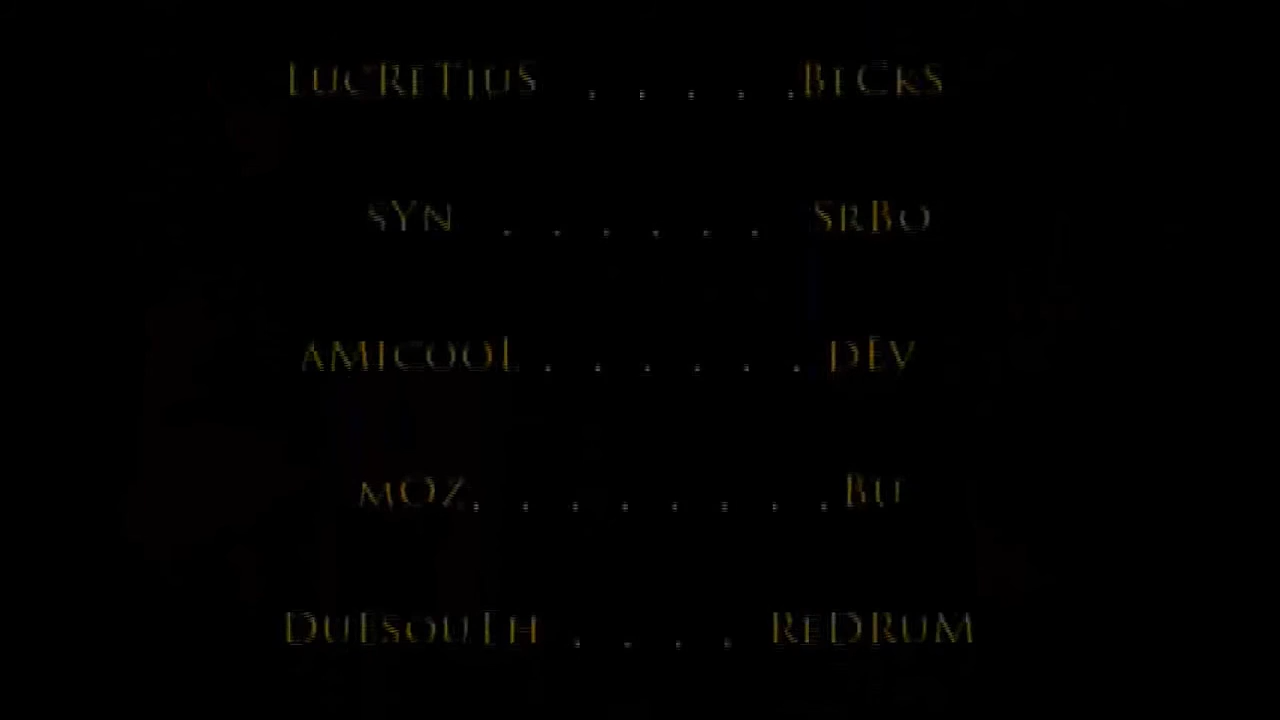 LUCRETIUS . . . . . BECKS
SYN . . . . . . SRBO
AMICOOL . . . . . . DEV
MOZ . . . . . . . . BU
DUESOUTH . . . . REDRUM